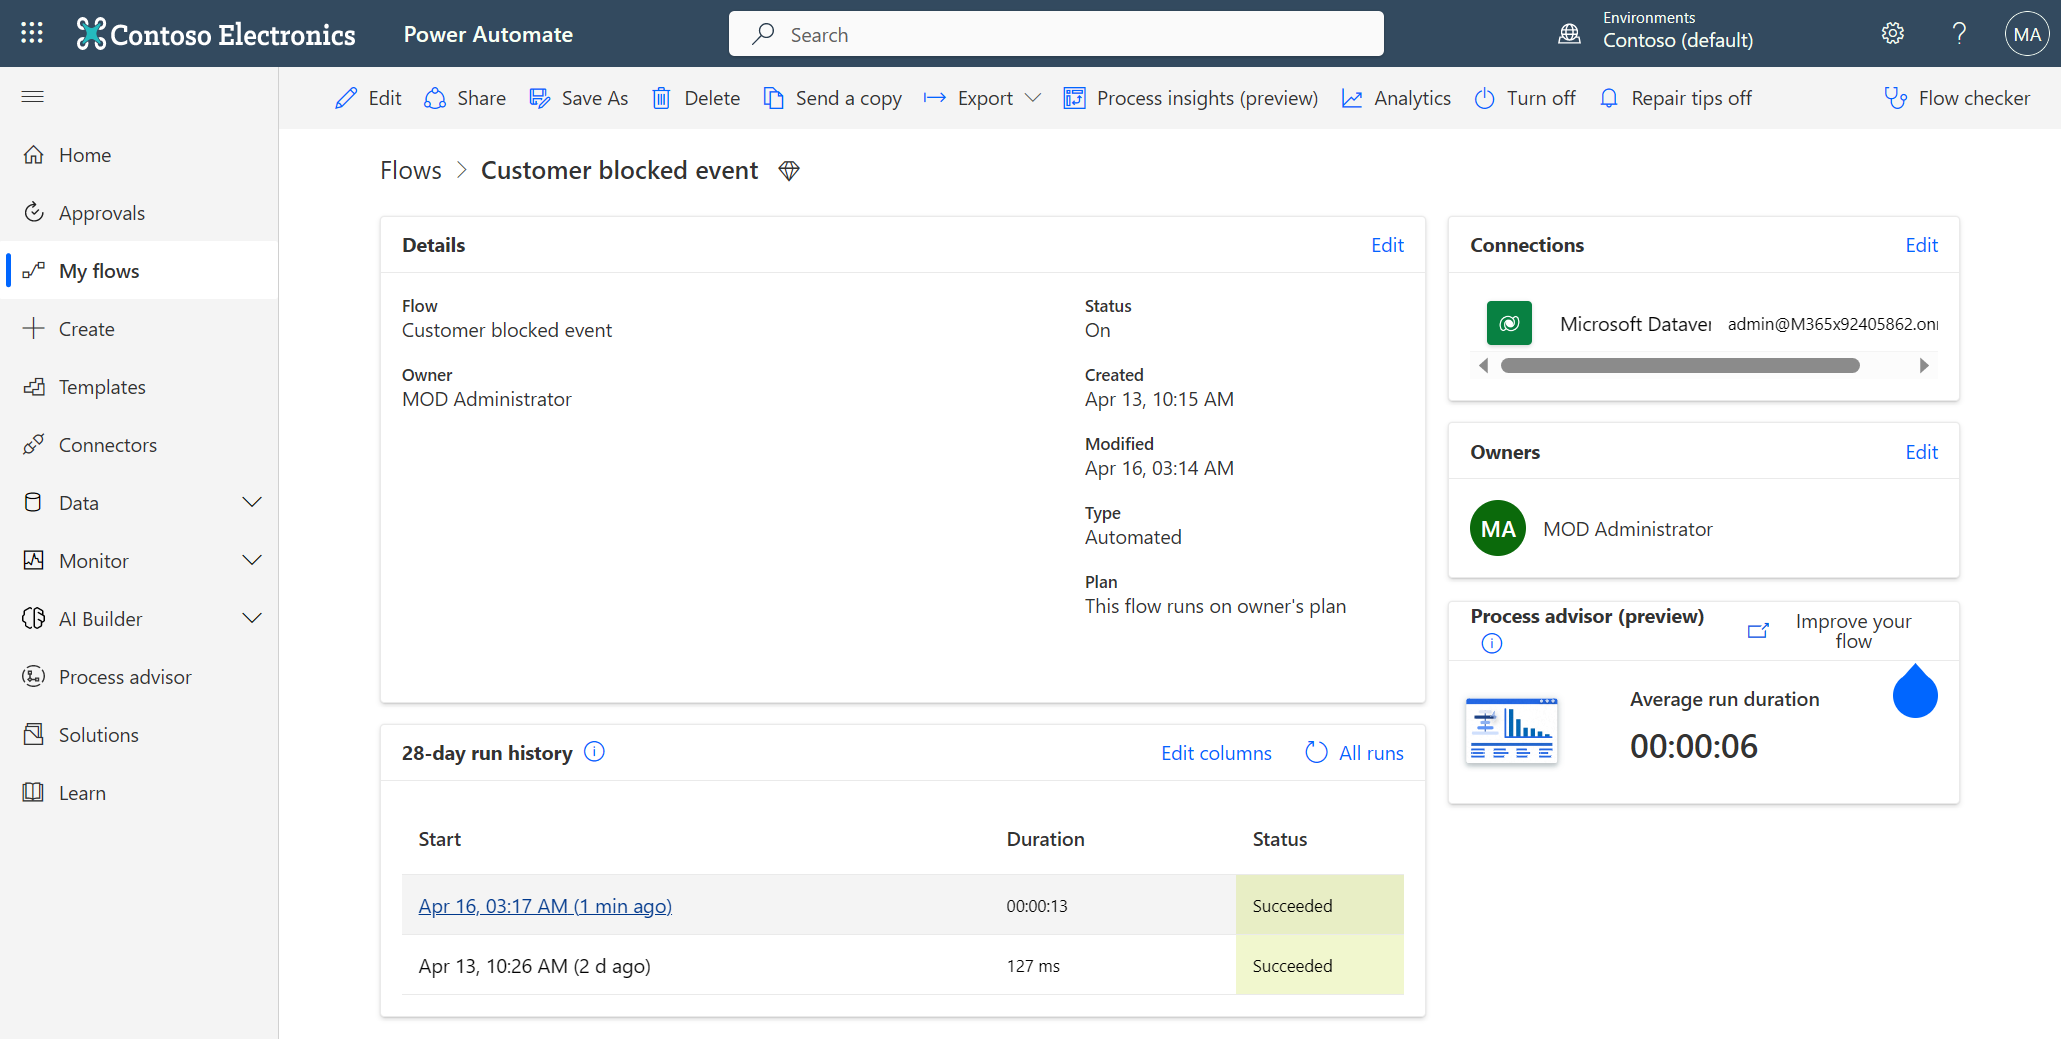 Contoso Electronics
Power Automate
Search
Environments
Contoso (default)
MA
Edit
Share
Save As
Delete
Send a copy
Export
Process insights (preview)
Analytics
Turn off
Repair tips off
Flow checker
Home
Approvals
My flows
Create
Templates
Connectors
Data
Monitor
AI Builder
Process advisor
Solutions
Learn
Flows > Customer blocked event
Details
Edit
Flow
Customer blocked event
Owner
MOD Administrator
Status
On
Created
Apr 13, 10:15 AM
Modified
Apr 16, 03:14 AM
Type
Automated
Plan
This flow runs on owner's plan
28-day run history
Edit columns
All runs
Start Duration Status
Apr 16, 03:17 AM (1 min ago) 00:00:13 Succeeded
Apr 13, 10:26 AM (2 d ago) 127 ms Succeeded
Connections
Edit
Microsoft Dataver admin@M365x92405862.onr
Owners
Edit
MA
MOD Administrator
Process advisor (preview)
Improve your
flow
Average run duration
00:00:06